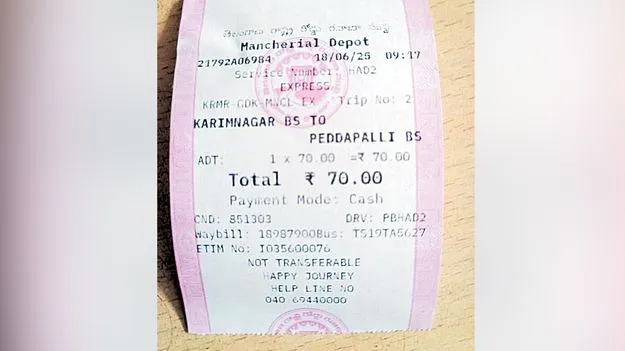 తెలంగాణ రాష్ట్ర రోడ్డు రవాణా సంస్థ
Mancherial Depot
21792A06984 18/06/25 09:17
Service Number: HAD2
EXPRESS
KRMR-GDK-MNCL EX Trip No: 2
KARIMNAGAR BS TO
PEDDAPALLI BS
ADT: 1 x 70.00 =₹ 70.00
Total ₹ 70.00
Payment Mode: Cash
CND: 851303 DRV: PBHAD2
Waybill: 18987900Bus: TS19TA5627
ETIM No: I035600076
NOT TRANSFERABLE
HAPPY JOURNEY
HELP LINE NO
040 69440000